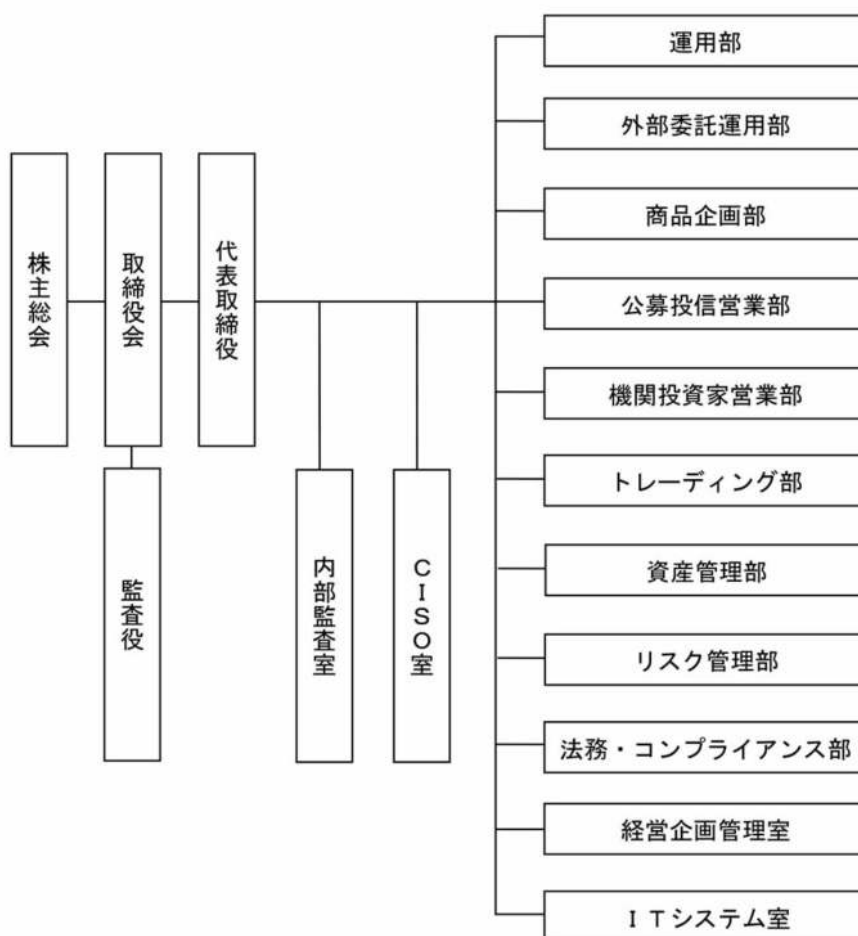 株主総会
取締役会
代表取締役
監査役
内部監査室
ＣＩＳＯ室
運用部
外部委託運用部
商品企画部
公募投信営業部
機関投資家営業部
トレーディング部
資産管理部
リスク管理部
法務・コンプライアンス部
経営企画管理室
ＩＴシステム室